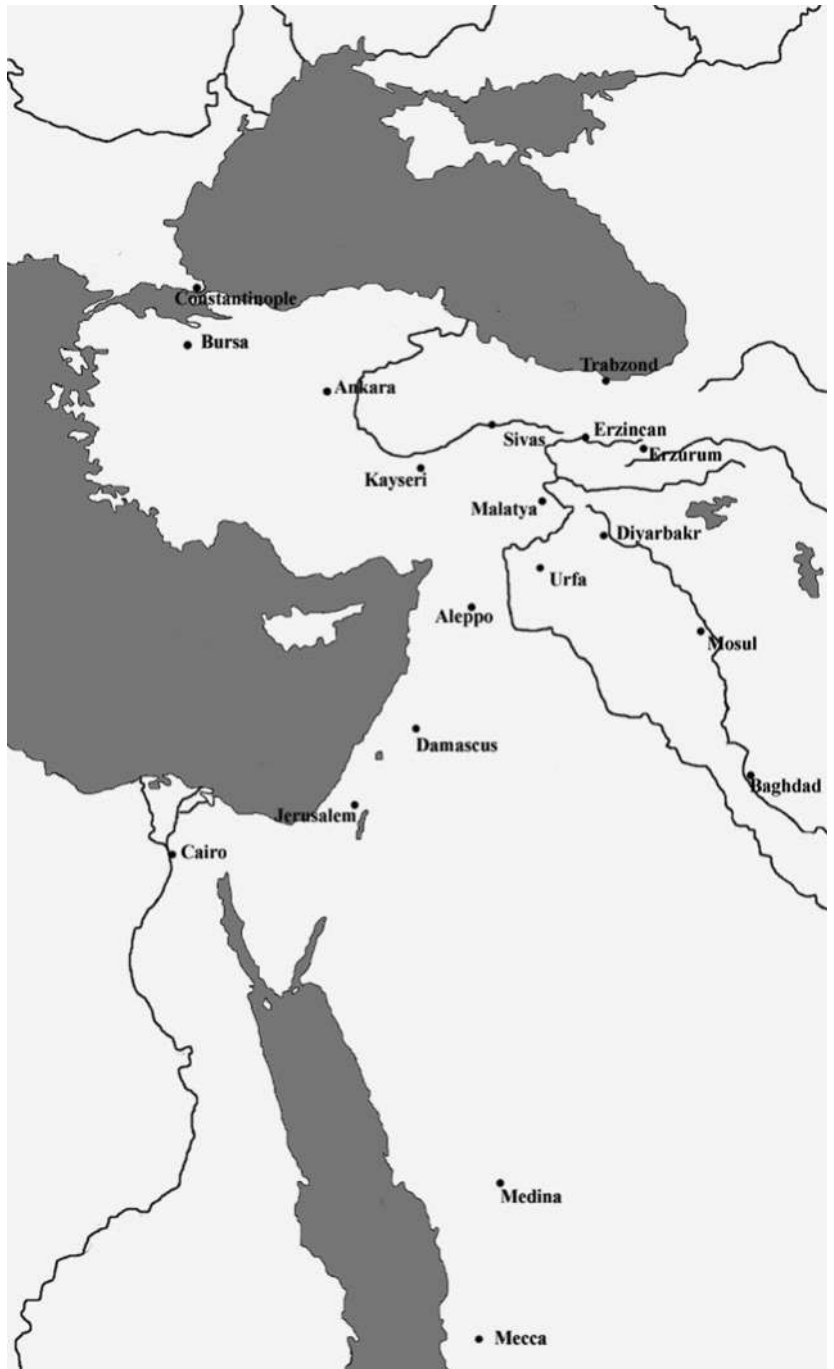 Constantinople
Bursa
Trabzond
Ankara
Sivas
Erzincan
Erzurum
Kayseri
Malatya
Diyarbakr
Urfa
Aleppo
Mosul
Damascus
Baghdad
Jerusalem
Cairo
Medina
Mecca